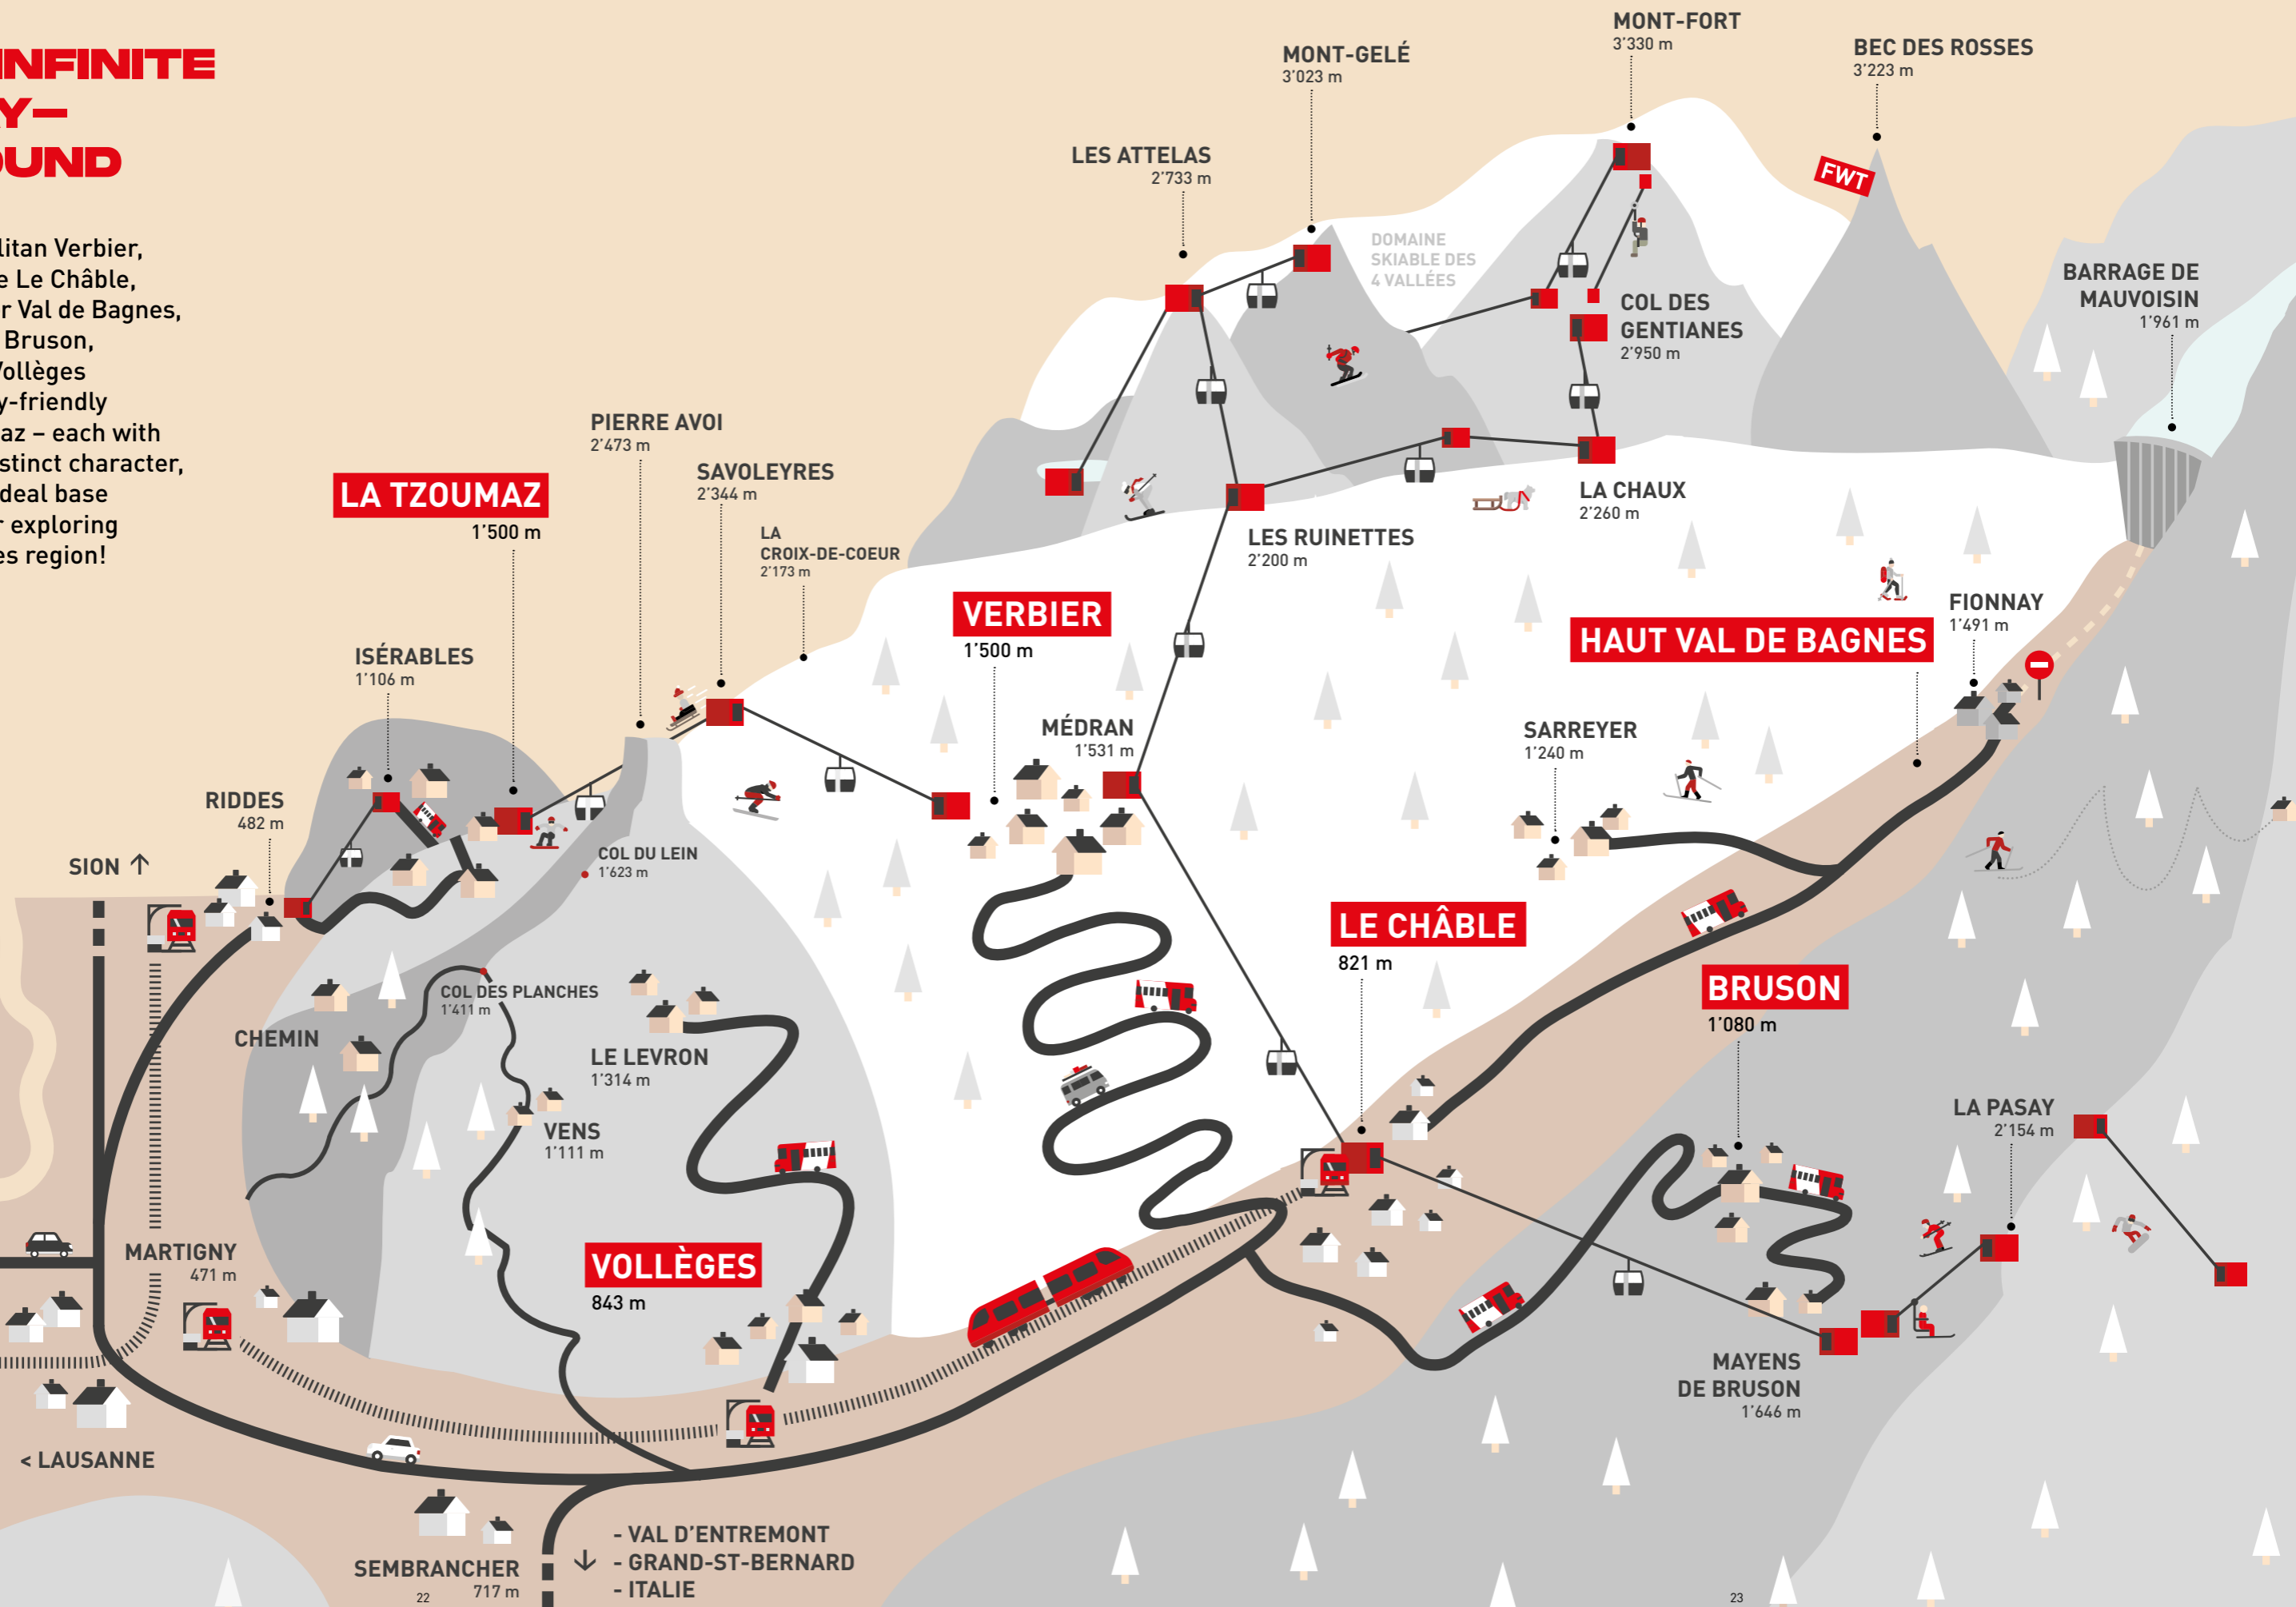 INFINITE
Y–
OUND
litan Verbier,
e Le Châble,
r Val de Bagnes,
Bruson,
Vollèges
y-friendly
az – each with
stinct character,
deal base
r exploring
es region!
MONT-FORT
3’330 m
BEC DES ROSSES
3’223 m
MONT-GELÉ
3’023 m
LES ATTELAS
2’733 m
FWT
DOMAINE
SKIABLE DES
4 VALLÉES
BARRAGE DE
MAUVOISIN
1’961 m
COL DES
GENTIANES
2’950 m
PIERRE AVOI
2’473 m
SAVOLEYRES
2’344 m
LA
CROIX-DE-COEUR
2’173 m
LA TZOUMAZ
1’500 m
LA CHAUX
2’260 m
LES RUINETTES
2’200 m
VERBIER
1’500 m
HAUT VAL DE BAGNES
FIONNAY
1’491 m
ISÉRABLES
1’106 m
MÉDRAN
1’531 m
SARREYER
1’240 m
RIDDES
482 m
SION ↑
COL DU LEIN
1’623 m
LE CHÂBLE
821 m
BRUSON
1’080 m
COL DES PLANCHES
1’411 m
CHEMIN
LE LEVRON
1’314 m
VENS
1’111 m
LA PASAY
2’154 m
MARTIGNY
471 m
VOLLÈGES
843 m
MAYENS
DE BRUSON
1’646 m
< LAUSANNE
SEMBRANCHER
717 m
↓
- VAL D’ENTREMONT
- GRAND-ST-BERNARD
- ITALIE
22
23